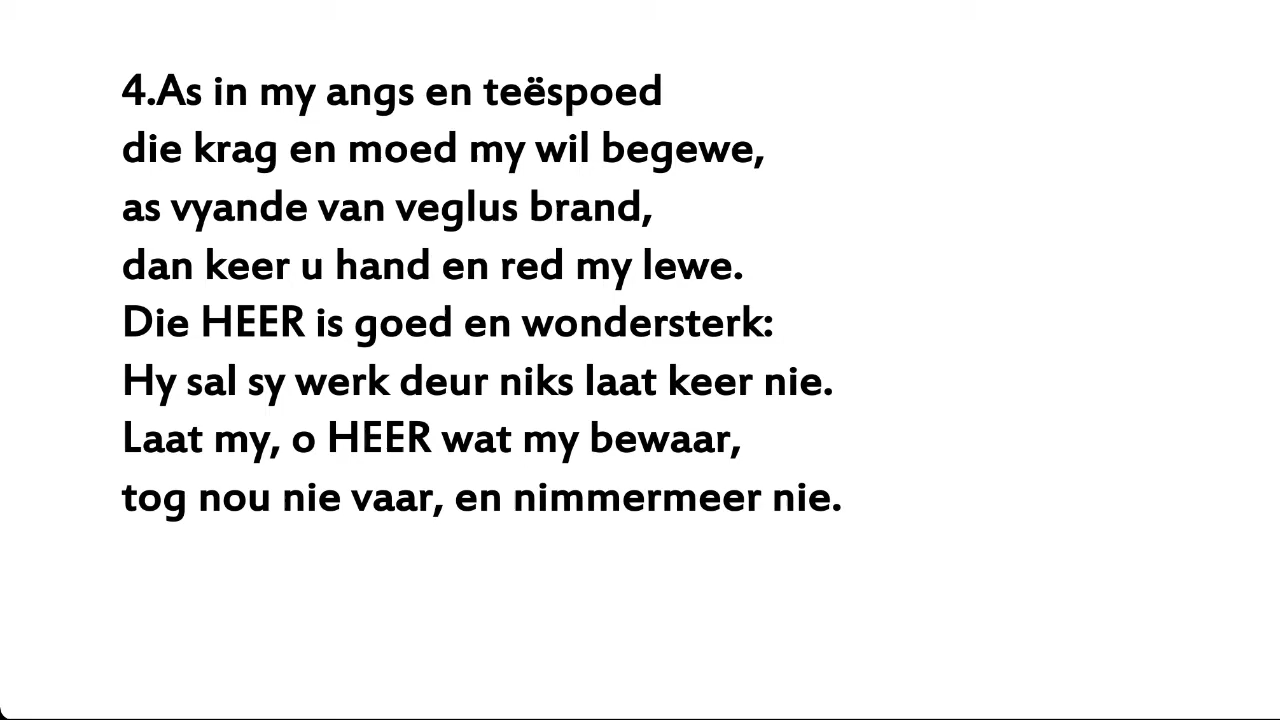 4.As in my angs en teëspoed
die krag en moed my wil begewe,
as vyande van veglus brand,
dan keer u hand en red my lewe.
Die HEER is goed en wondersterk:
Hy sal sy werk deur niks laat keer nie.
Laat my, o HEER wat my bewaar,
tog nou nie vaar, en nimmermeer nie.